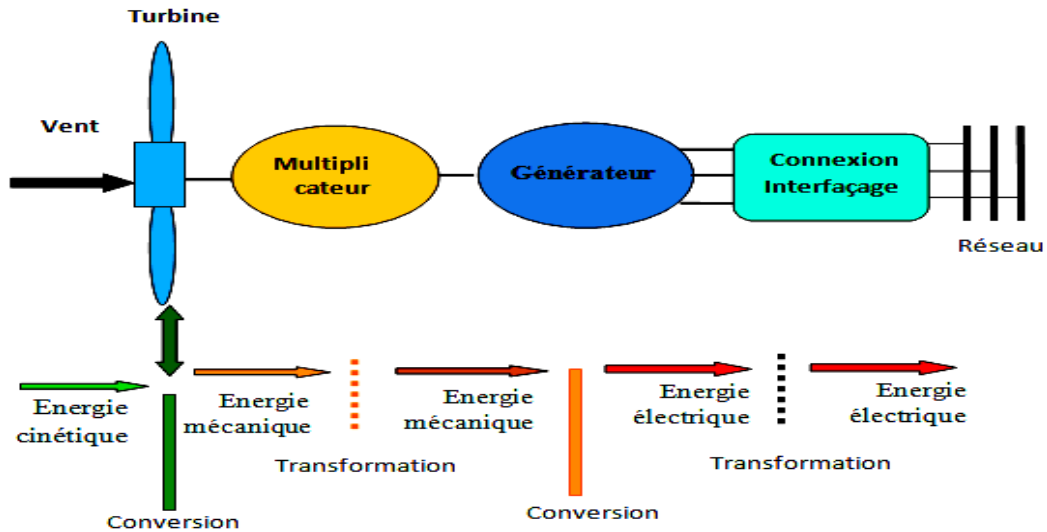 Turbine
Vent
Multipli
cateur
Générateur
Connexion
Interfaçage
Réseau
Energie
cinétique
Energie
mécanique
Energie
mécanique
Energie
électrique
Energie
électrique
Transformation
Transformation
Conversion
Conversion